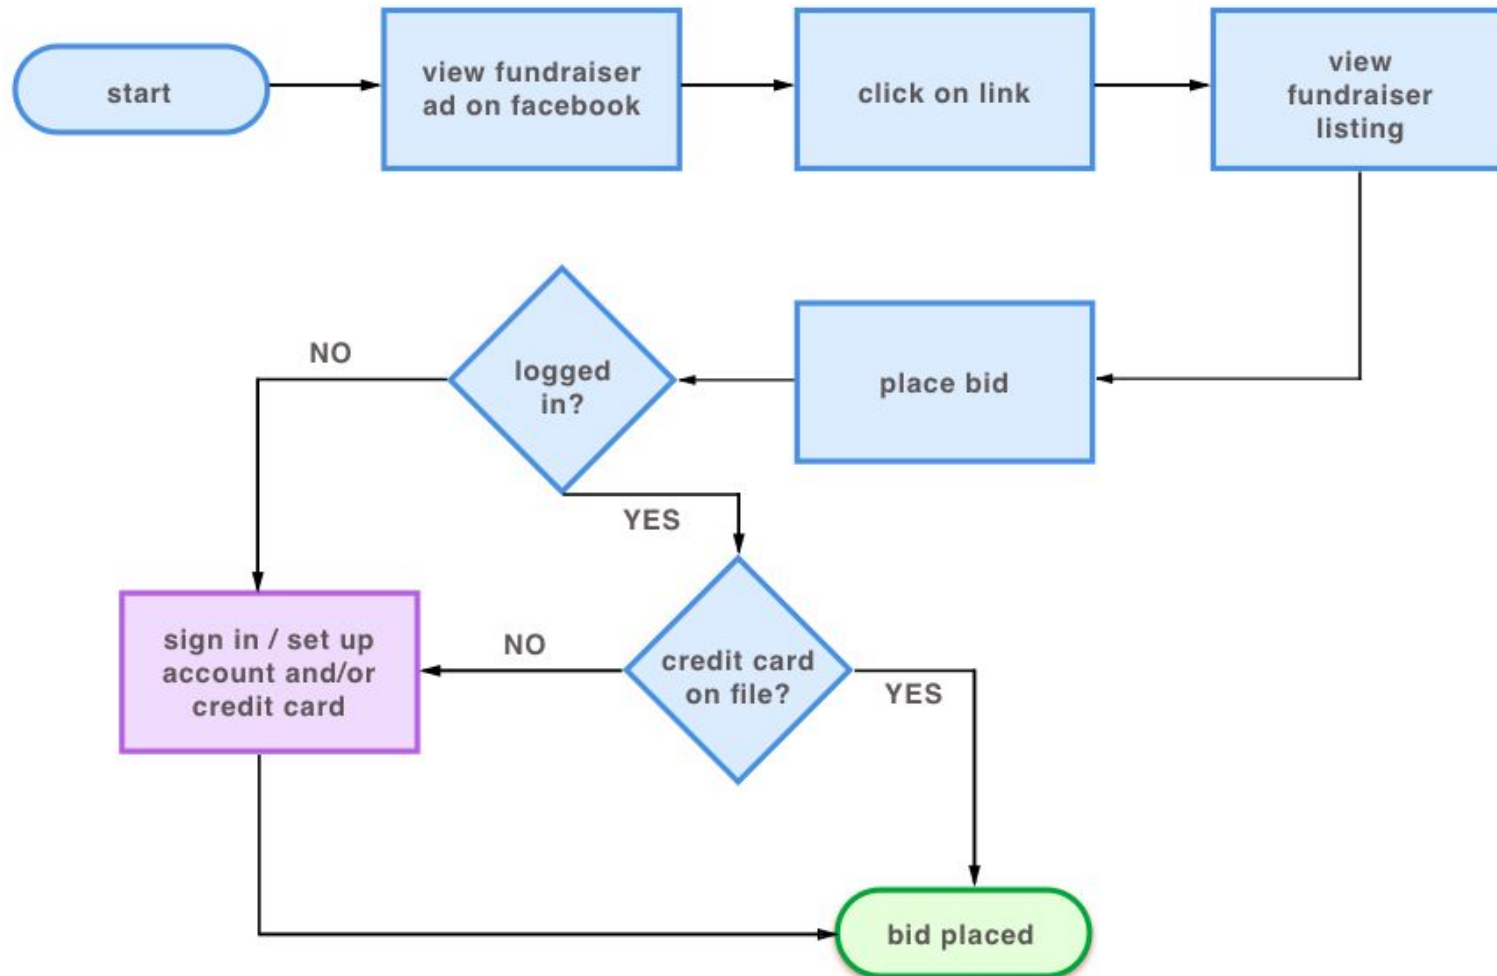 start
view fundraiser
ad on facebook
click on link
view
fundraiser
listing
place bid
logged
in?
NO
YES
credit card
on file?
NO
YES
sign in / set up
account and/or
credit card
bid placed